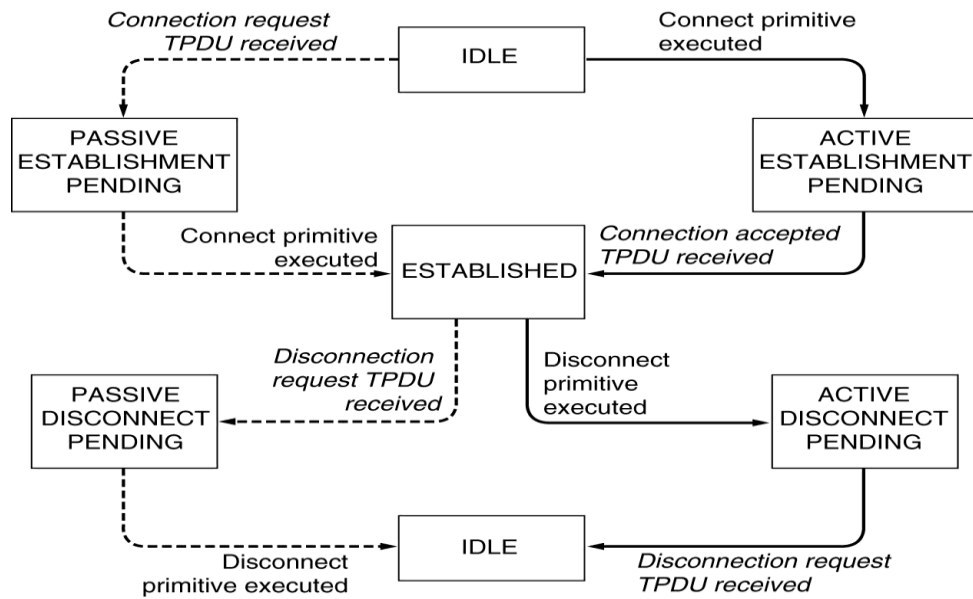 Connection request
TPDU received
IDLE
Connect primitive
executed
PASSIVE
ESTABLISHMENT
PENDING
ACTIVE
ESTABLISHMENT
PENDING
Connect primitive
executed
ESTABLISHED
Connection accepted
TPDU received
Disconnection
request TPDU
received
Disconnect
primitive
executed
PASSIVE
DISCONNECT
PENDING
ACTIVE
DISCONNECT
PENDING
Disconnect
primitive executed
IDLE
Disconnection request
TPDU received